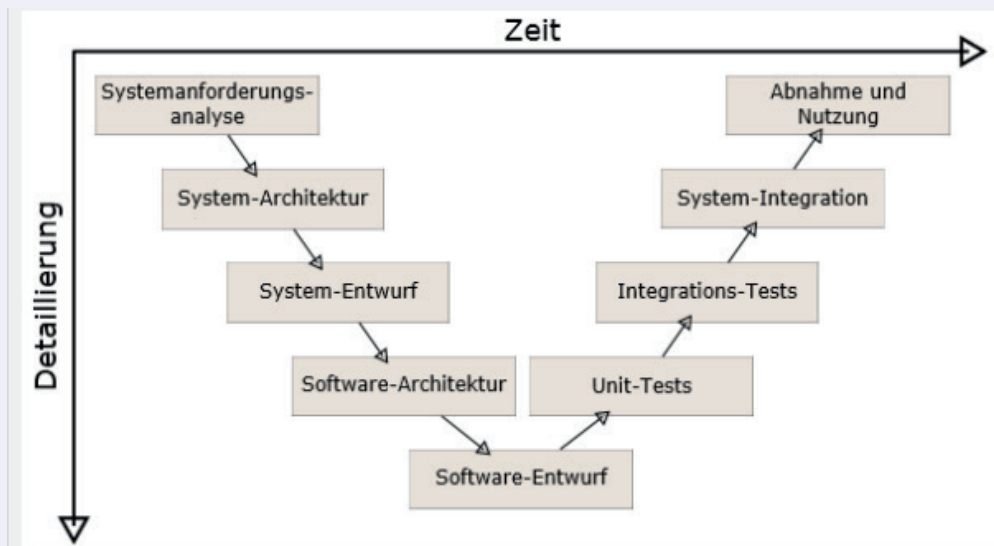 Zeit
Systemanforderungs-
analyse
Abnahme und
Nutzung
System-Architektur
System-Integration
Detaillierung
System-Entwurf
Integrations-Tests
Software-Architektur
Unit-Tests
Software-Entwurf